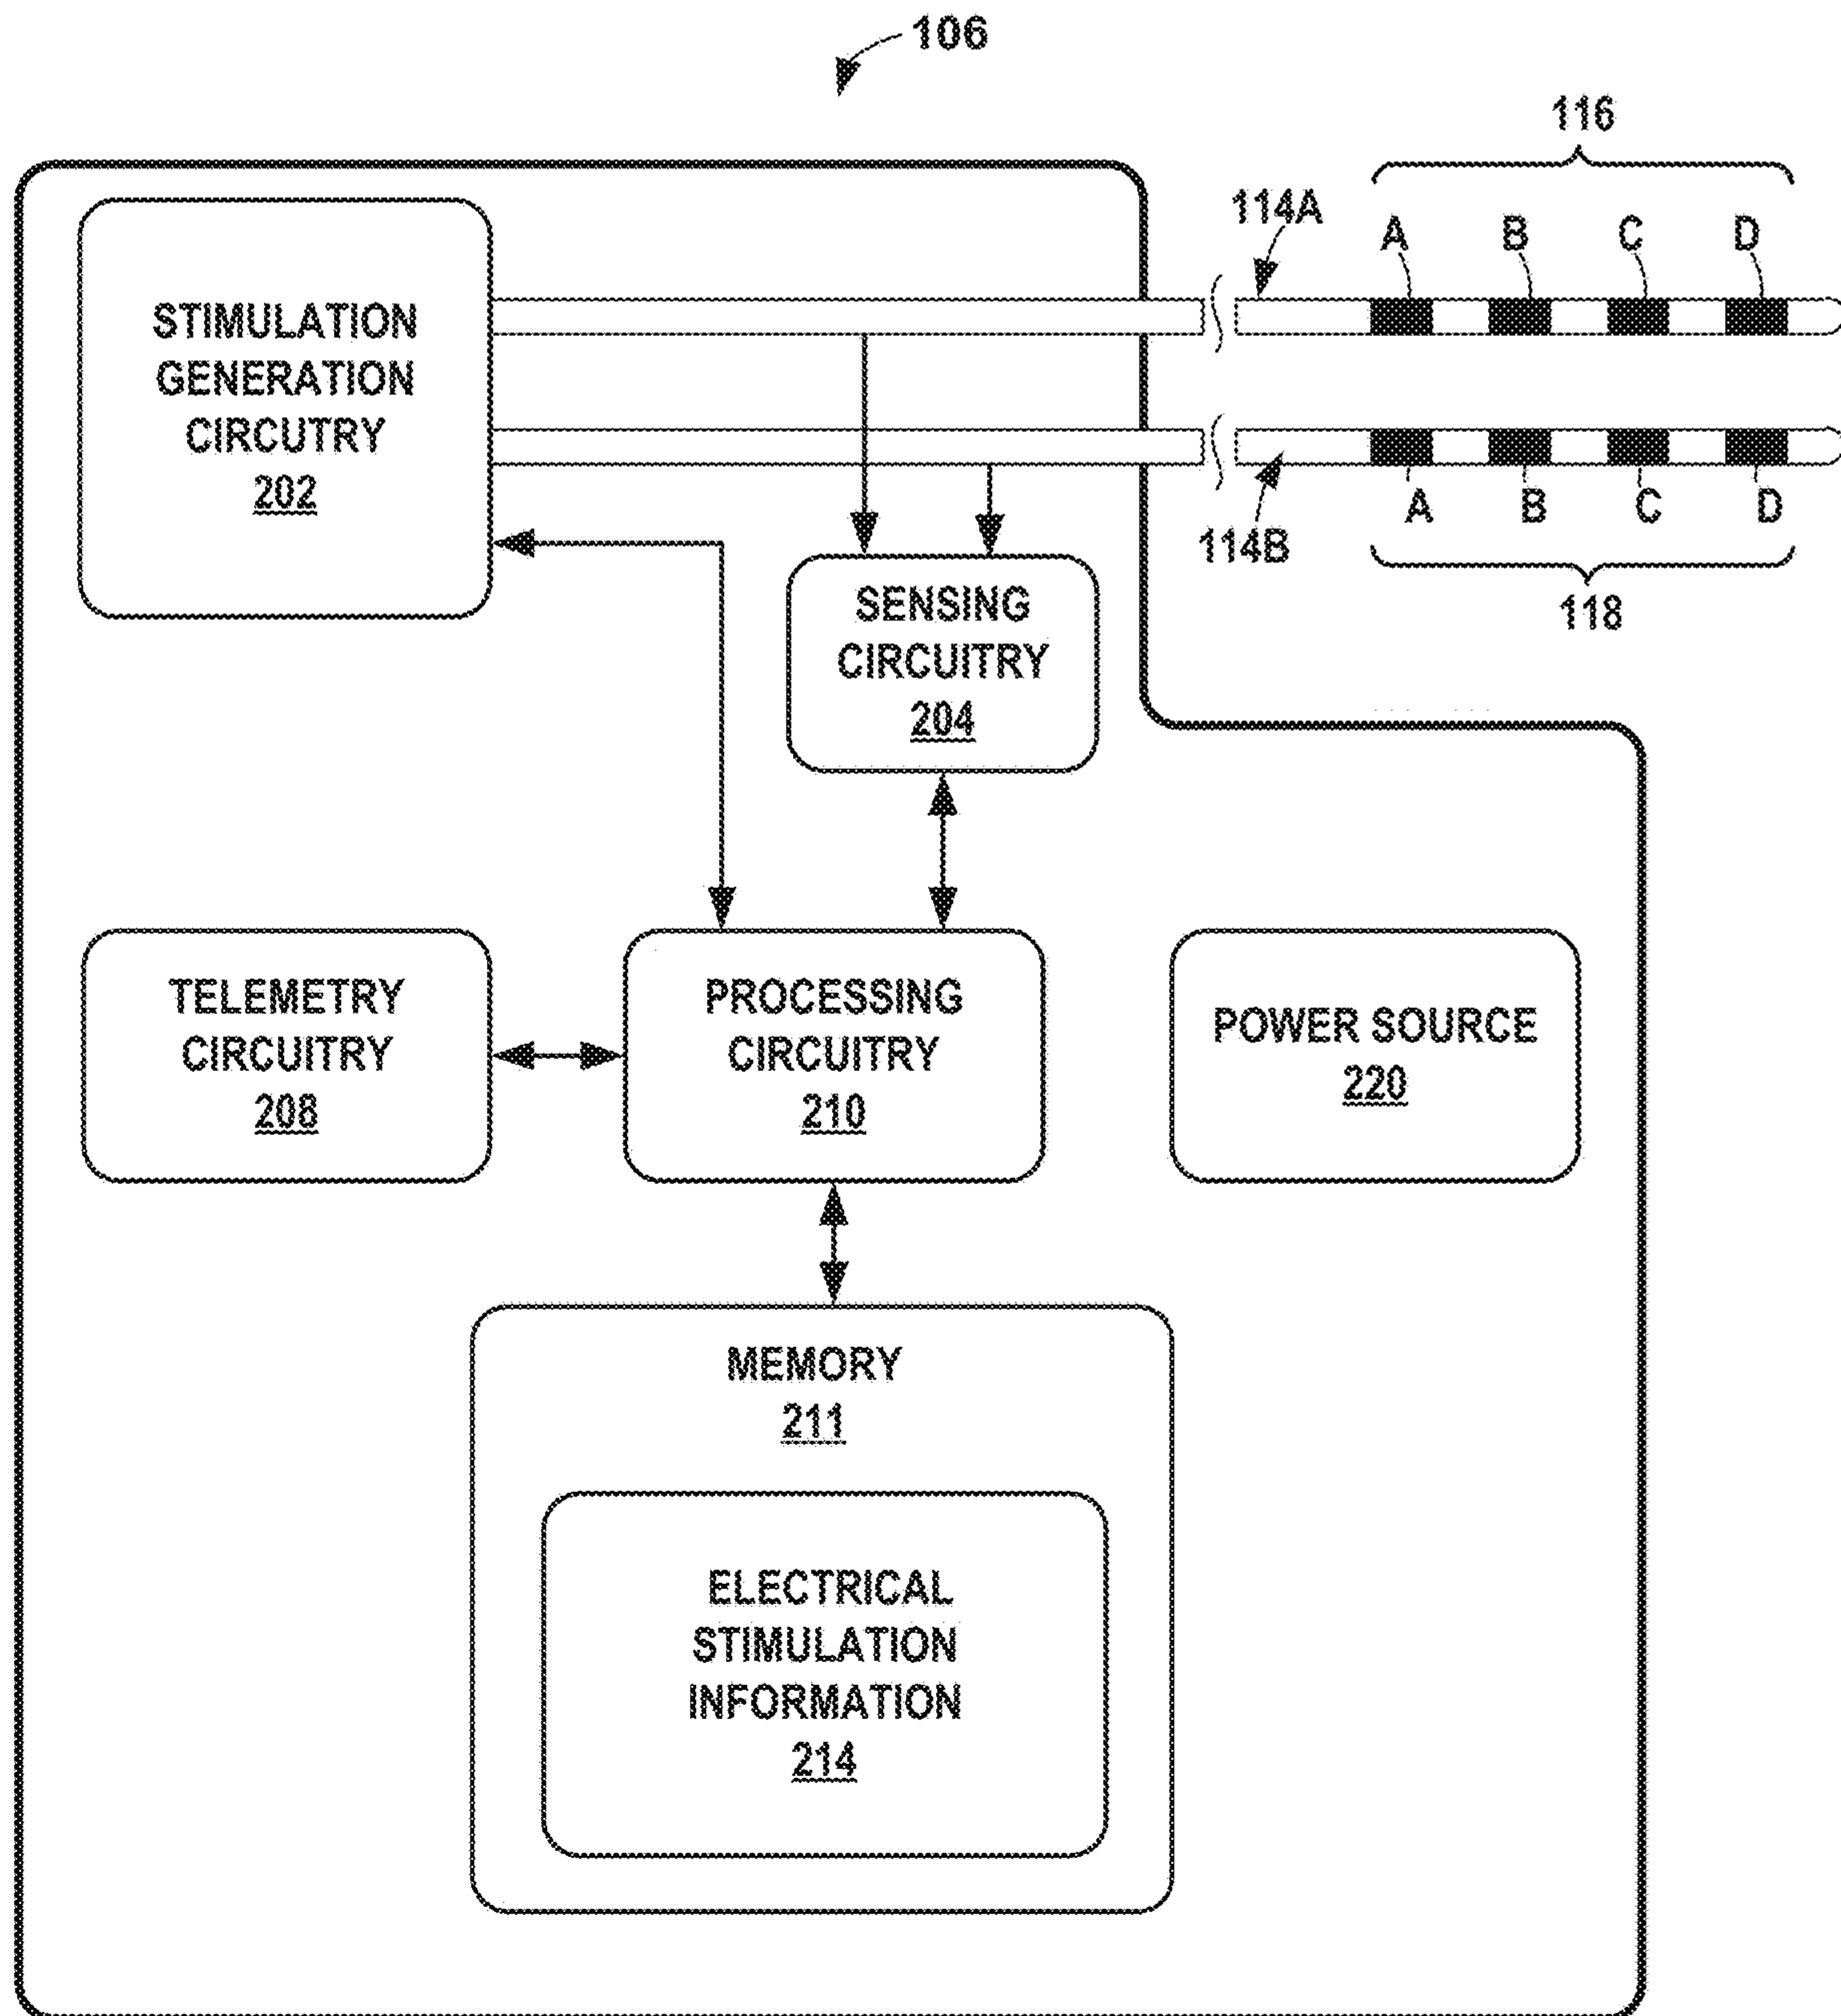 106
116
114A
A B C D
STIMULATION
GENERATION
CIRCUTRY
202
A B C D
114B
118
SENSING
CIRCUITRY
204
TELEMETRY
CIRCUITRY
208
PROCESSING
CIRCUITRY
210
POWER SOURCE
220
MEMORY
211
ELECTRICAL
STIMULATION
INFORMATION
214